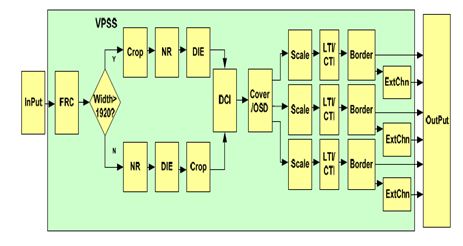 VPSS
InPut
FRC
Width>
1920?
Y
N
Crop
NR
DIE
NR
DIE
Crop
DCI
Cover
/OSD
Scale
LTI/
CTI
Border
ExtChn
Scale
LTI/
CTI
Border
ExtChn
Scale
LTI/
CTI
Border
ExtChn
OutPut